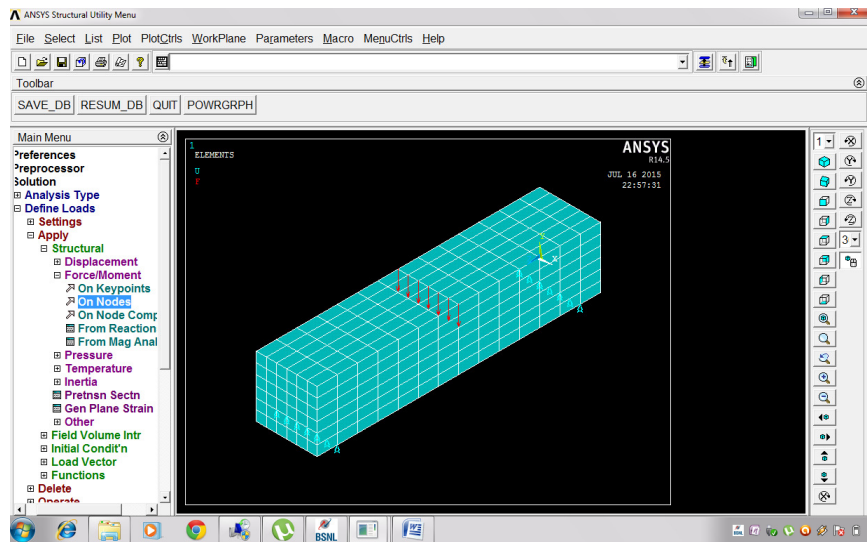 ANSYS Structural Utility Menu
File Select List Plot PlotCtrls WorkPlane Parameters Macro MenuCtrls Help
Toolbar
SAVE_DB RESUM_DB QUIT POWRGRPH
Main Menu
Preferences
Preprocessor
Solution
Analysis Type
Define Loads
Settings
Apply
Structural
Displacement
Force/Moment
On Keypoints
On Nodes
On Node Comp
From Reaction
From Mag Anal
Pressure
Temperature
Inertia
Pretnsn Sectn
Gen Plane Strain
Other
Field Volume Intr
Initial Condit'n
Load Vector
Functions
Delete
Operate
1
ELEMENTS
U
F
ANSYS
R14.5
JUL 16 2015
22:57:31
Y
X
1
3
BSNL